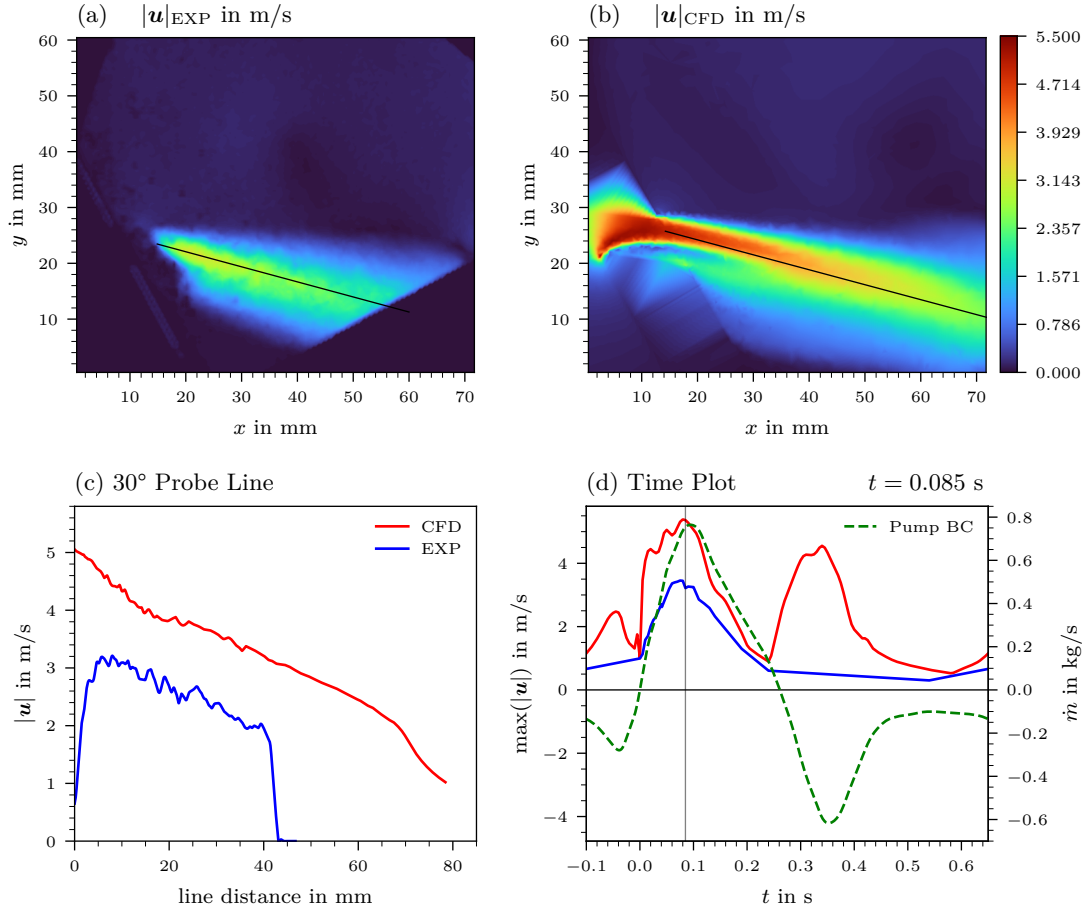 (a) |u|EXP in m/s
(b) |u|CFD in m/s
60
50
40
30
20
10
y in mm
10 20 30 40 50 60 70
x in mm
60
50
40
30
20
10
y in mm
10 20 30 40 50 60 70
x in mm
5.500
4.714
3.929
3.143
2.357
1.571
0.786
0.000
(c) 30° Probe Line
CFD
EXP
5
4
3
2
1
0
|u| in m/s
0 20 40 60 80
line distance in mm
(d) Time Plot t = 0.085 s
Pump BC
4
2
0
−2
−4
max(|u|) in m/s
0.8
0.6
0.4
0.2
0.0
−0.2
−0.4
−0.6
ṁ in kg/s
−0.1 0.0 0.1 0.2 0.3 0.4 0.5 0.6
t in s